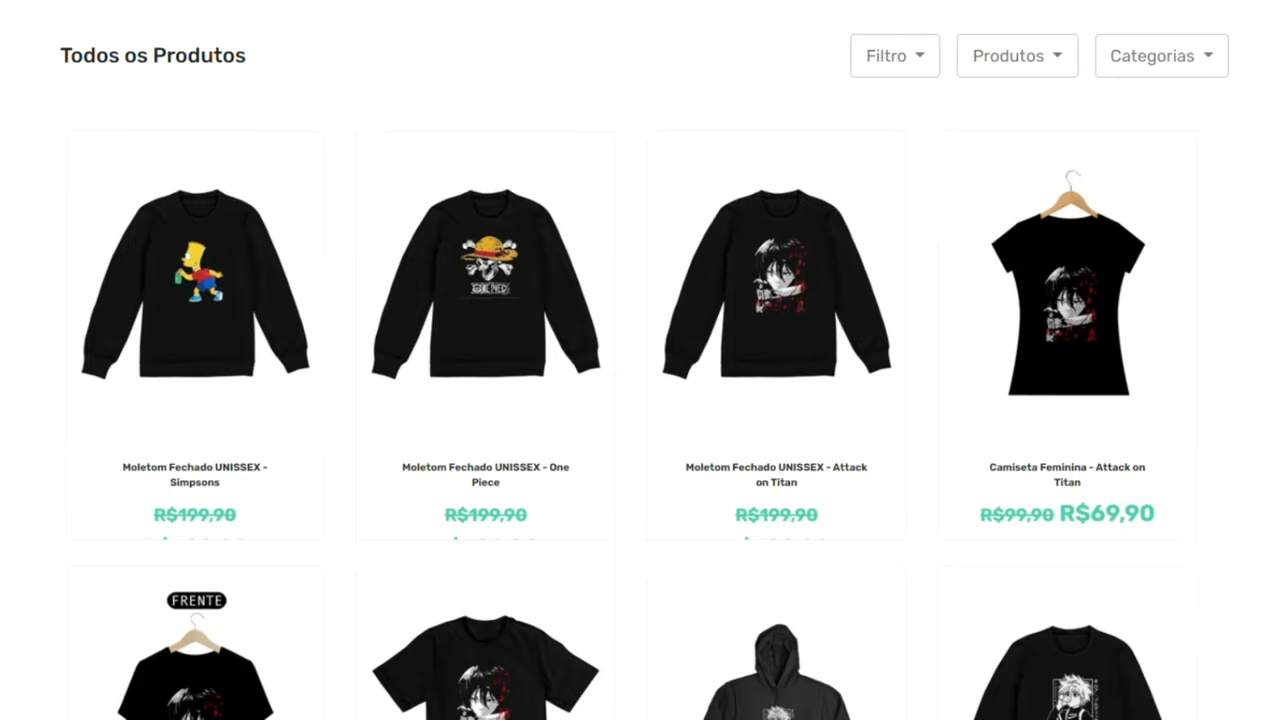 Todos os Produtos
Filtro
Produtos
Categorias
Moletom Fechado UNISSEX -
Simpsons
R$199,90
Moletom Fechado UNISSEX - One
Piece
R$199,90
Moletom Fechado UNISSEX - Attack
on Titan
R$199,90
Camiseta Feminina - Attack on
Titan
R$99,90 R$69,90
FRENTE